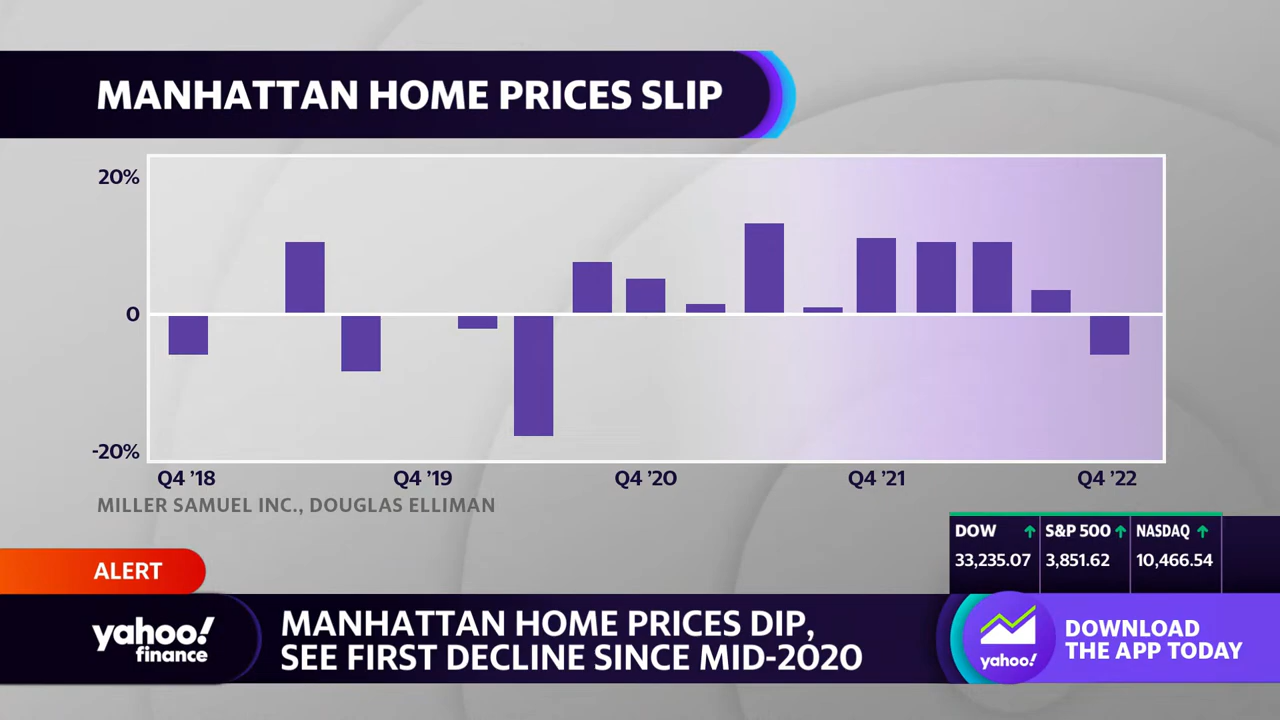 MANHATTAN HOME PRICES SLIP
20%
0
-20%
Q4 ’18
Q4 ’19
Q4 ’20
Q4 ’21
Q4 ’22
MILLER SAMUEL INC., DOUGLAS ELLIMAN
DOW
33,235.07
S&P 500
3,851.62
NASDAQ
10,466.54
ALERT
yahoo!
finance
MANHATTAN HOME PRICES DIP,
SEE FIRST DECLINE SINCE MID-2020
yahoo!
DOWNLOAD
THE APP TODAY